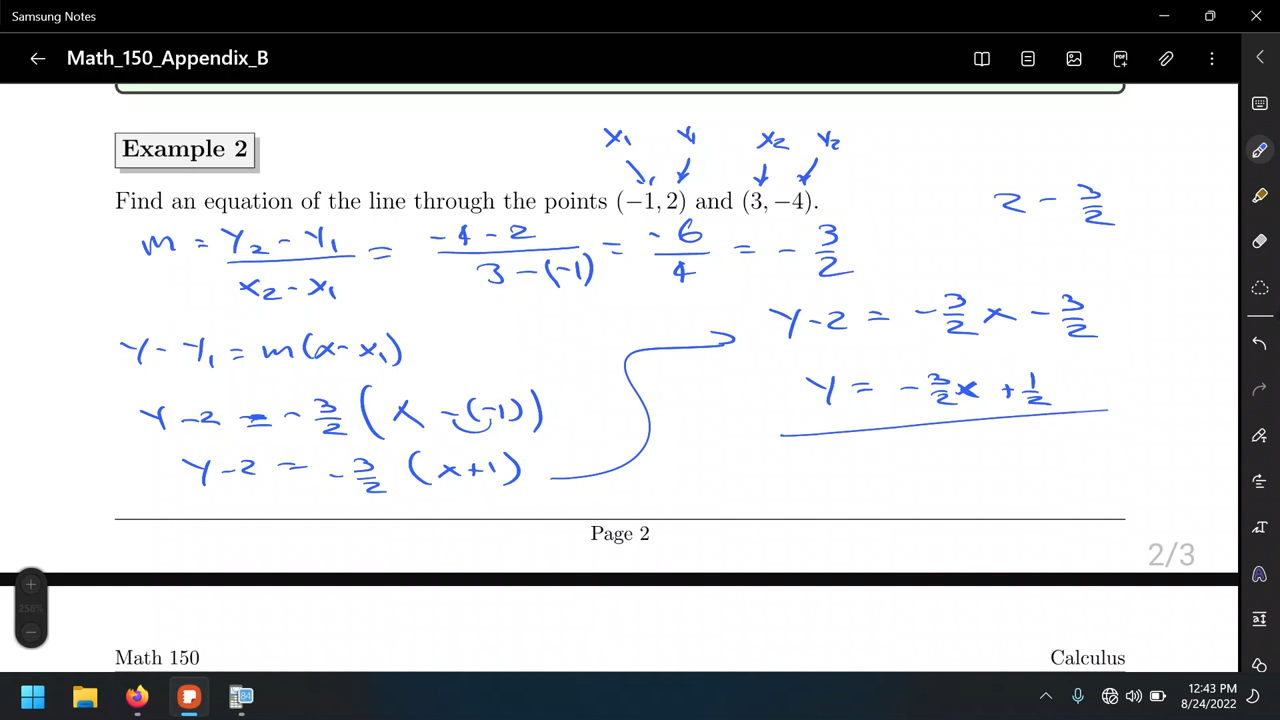 Samsung Notes
Math_150_Appendix_B
Example 2
x₁ y₁ x₂ y₂
Find an equation of the line through the points (−1, 2) and (3, −4).
2 - 3/2
m = (y₂ - y₁)/(x₂ - x₁) = (-4-2)/(3-(-1)) = -6/4 = -3/2
y - y₁ = m(x - x₁)
y - 2 = -3/2 (x - (-1))
y - 2 = -3/2 (x+1)
y - 2 = -3/2 x - 3/2
y = -3/2 x + 1/2
Page 2
2/3
258%
Math 150 Calculus
84
12:43 PM
8/24/2022